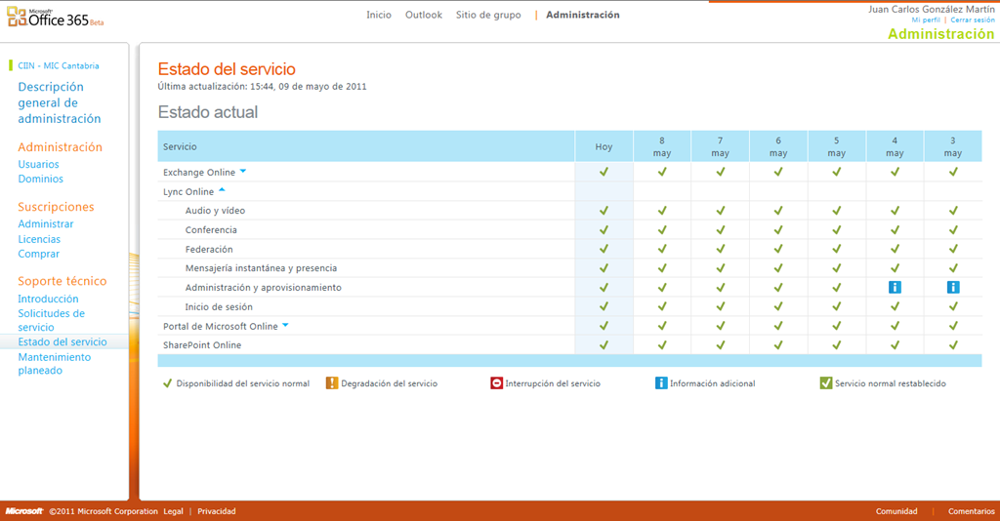 Microsoft
Office 365 Beta
Inicio Outlook Sitio de grupo | Administración
Juan Carlos González Martín
Mi perfil | Cerrar sesión
Administración
CIIN - MIC Cantabria
Descripción
general de
administración
Administración
Usuarios
Dominios
Suscripciones
Administrar
Licencias
Comprar
Soporte técnico
Introducción
Solicitudes de
servicio
Estado del servicio
Mantenimiento
planeado
Estado del servicio
Última actualización: 15:44, 09 de mayo de 2011
Estado actual
Servicio Hoy 8 may 7 may 6 may 5 may 4 may 3 may
Exchange Online
Lync Online
Audio y vídeo
Conferencia
Federación
Mensajería instantánea y presencia
Administración y aprovisionamiento
Inicio de sesión
Portal de Microsoft Online
SharePoint Online
Disponibilidad del servicio normal Degradación del servicio Interrupción del servicio Información adicional Servicio normal restablecido
Microsoft ©2011 Microsoft Corporation Legal | Privacidad Comunidad | Comentarios